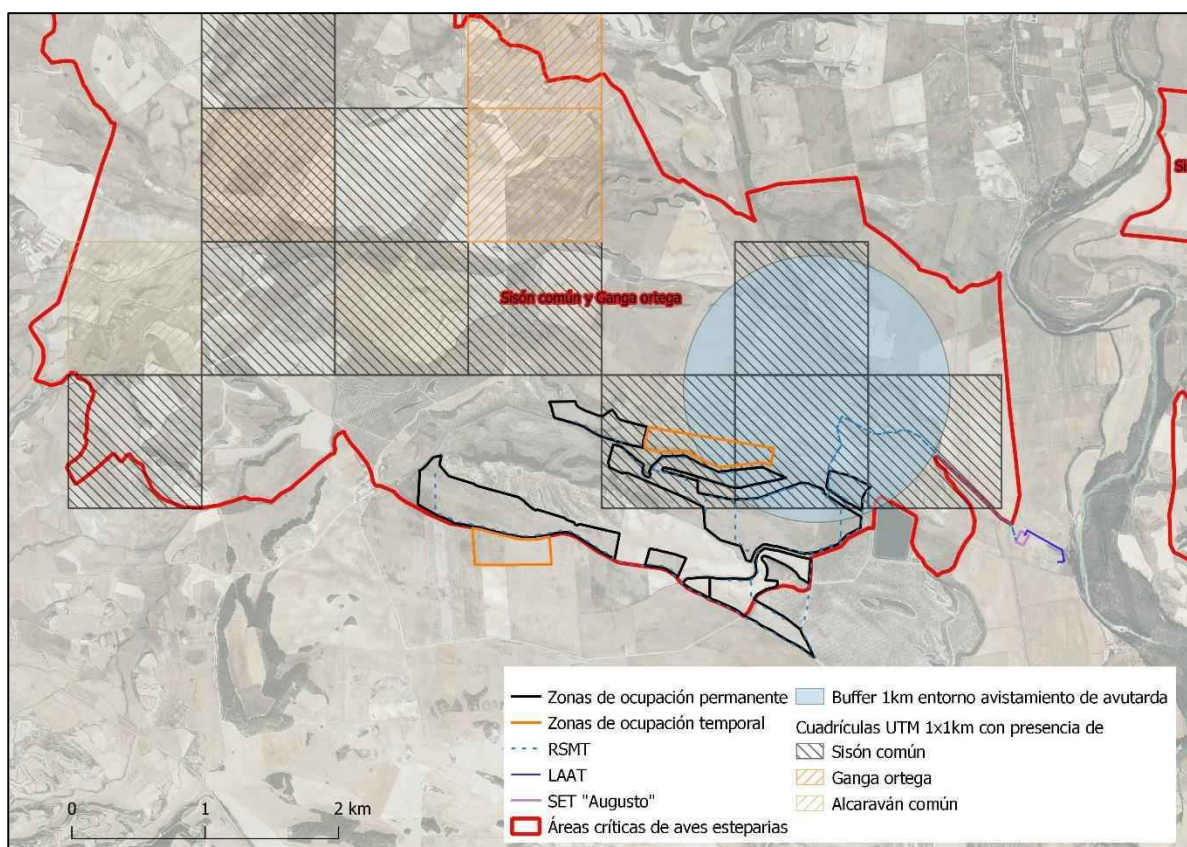 Si
Sisón común y Ganga ortega
0 1 2 km
Zonas de ocupación permanente
Zonas de ocupación temporal
RSMT
LAAT
SET "Augusto"
Áreas críticas de aves esteparias
Buffer 1km entorno avistamiento de avutarda
Cuadrículas UTM 1x1km con presencia de
Sisón común
Ganga ortega
Alcaraván común